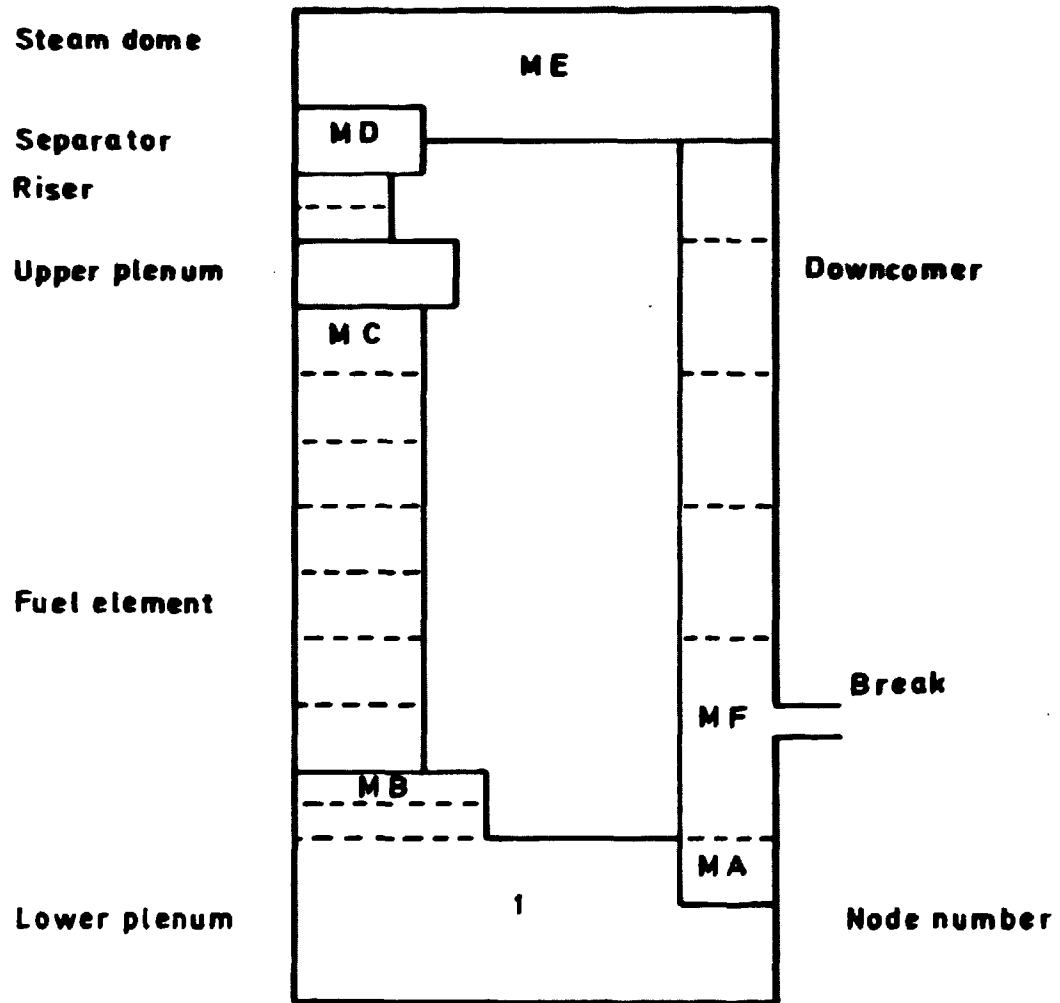 Steam dome
ME
Separator
MD
Riser
Upper plenum
Downcomer
MC
Fuel element
Break
MF
MB
MA
Lower plenum
1
Node number